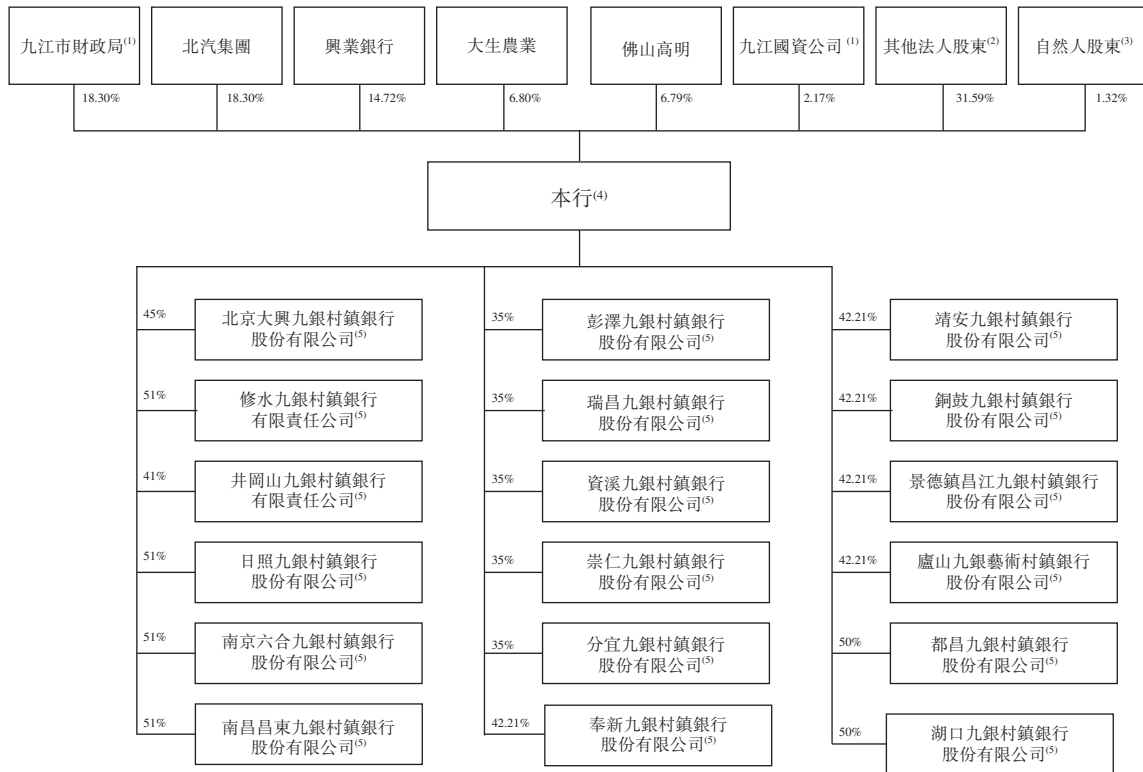 九江市財政局(1)
北汽集團
興業銀行
大生農業
佛山高明
九江國資公司(1)
其他法人股東(2)
自然人股東(3)
18.30%
18.30%
14.72%
6.80%
6.79%
2.17%
31.59%
1.32%
本行(4)
45%
北京大興九銀村鎮銀行
股份有限公司(5)
35%
彭澤九銀村鎮銀行
股份有限公司(5)
42.21%
靖安九銀村鎮銀行
股份有限公司(5)
51%
修水九銀村鎮銀行
有限責任公司(5)
35%
瑞昌九銀村鎮銀行
股份有限公司(5)
42.21%
銅鼓九銀村鎮銀行
股份有限公司(5)
41%
井岡山九銀村鎮銀行
有限責任公司(5)
35%
資溪九銀村鎮銀行
股份有限公司(5)
42.21%
景德鎮昌江九銀村鎮銀行
股份有限公司(5)
51%
日照九銀村鎮銀行
股份有限公司(5)
35%
崇仁九銀村鎮銀行
股份有限公司(5)
42.21%
廬山九銀藝術村鎮銀行
股份有限公司(5)
51%
南京六合九銀村鎮銀行
股份有限公司(5)
35%
分宜九銀村鎮銀行
股份有限公司(5)
50%
都昌九銀村鎮銀行
股份有限公司(5)
51%
南昌昌東九銀村鎮銀行
股份有限公司(5)
42.21%
奉新九銀村鎮銀行
股份有限公司(5)
50%
湖口九銀村鎮銀行
股份有限公司(5)